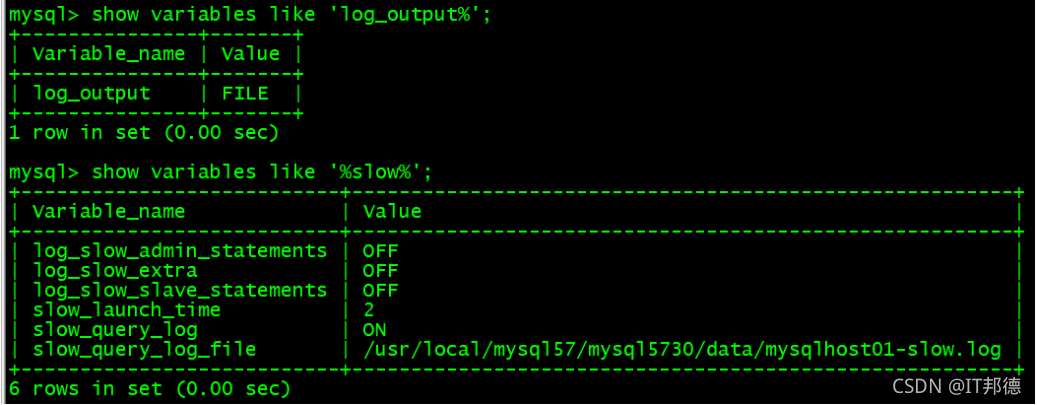 mysql> show variables like 'log_output%';
+---------------+-------+
| Variable_name | Value |
+---------------+-------+
| log_output    | FILE  |
+---------------+-------+
1 row in set (0.00 sec)
mysql> show variables like '%slow%';
+---------------------------+--------------------------------------------------------+
| Variable_name             | Value                                                  |
+---------------------------+--------------------------------------------------------+
| log_slow_admin_statements | OFF                                                    |
| log_slow_extra            | OFF                                                    |
| log_slow_slave_statements | OFF                                                    |
| slow_launch_time          | 2                                                      |
| slow_query_log            | ON                                                     |
| slow_query_log_file       | /usr/local/mysql57/mysql5730/data/mysqlhost01-slow.log |
+---------------------------+--------------------------------------------------------+
6 rows in set (0.00 sec)
CSDN @IT邦德